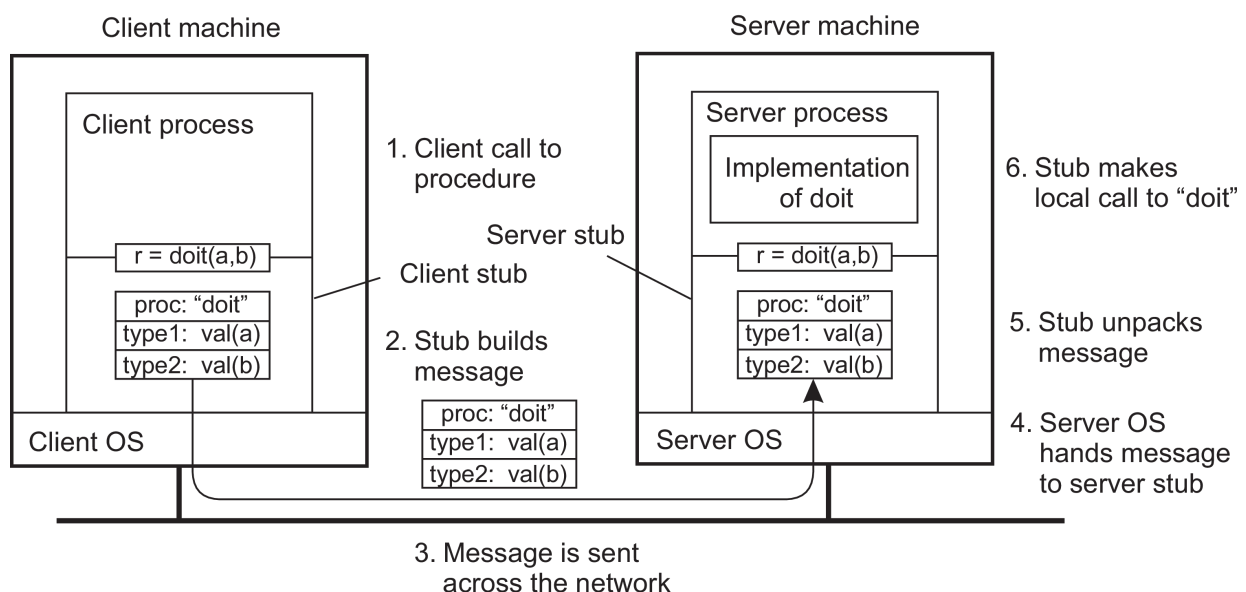 Client machine
Server machine
Client process
1. Client call to
procedure
r = doit(a,b)
Client stub
proc: “doit”
type1: val(a)
type2: val(b)
2. Stub builds
message
proc: “doit”
type1: val(a)
type2: val(b)
Client OS
3. Message is sent
across the network
Server process
Implementation
of doit
Server stub
r = doit(a,b)
proc: “doit”
type1: val(a)
type2: val(b)
Server OS
6. Stub makes
local call to “doit”
5. Stub unpacks
message
4. Server OS
hands message
to server stub